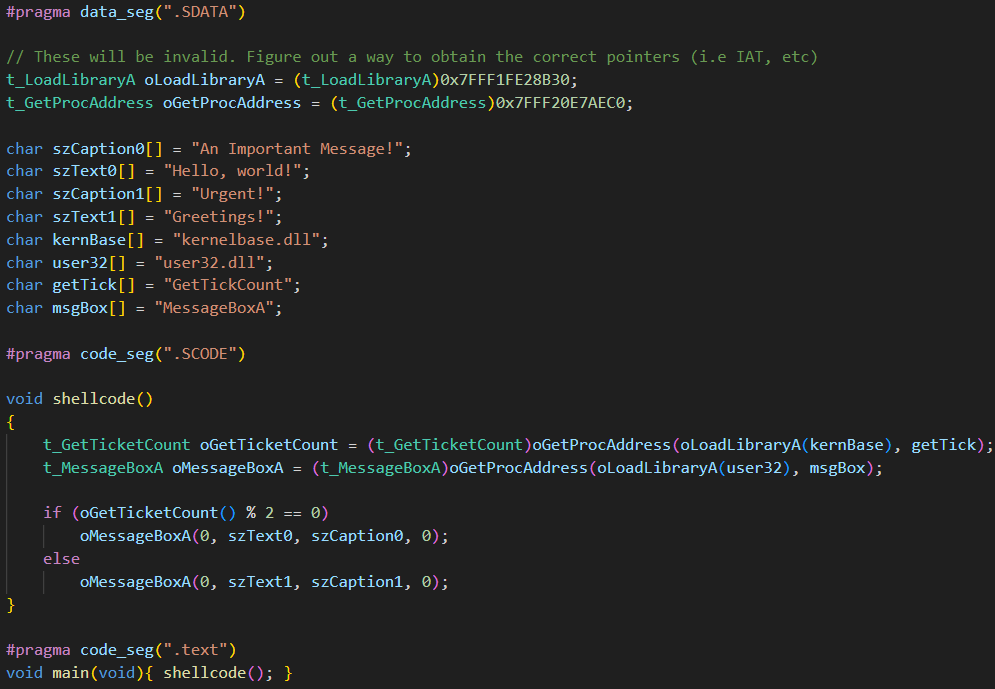 #pragma data_seg(".SDATA")
// These will be invalid. Figure out a way to obtain the correct pointers (i.e IAT, etc)
t_LoadLibraryA oLoadLibraryA = (t_LoadLibraryA)0x7FFF1FE28B30;
t_GetProcAddress oGetProcAddress = (t_GetProcAddress)0x7FFF20E7AEC0;
char szCaption0[] = "An Important Message!";
char szText0[] = "Hello, world!";
char szCaption1[] = "Urgent!";
char szText1[] = "Greetings!";
char kernBase[] = "kernelbase.dll";
char user32[] = "user32.dll";
char getTick[] = "GetTickCount";
char msgBox[] = "MessageBoxA";
#pragma code_seg(".SCODE")
void shellcode()
{
    t_GetTicketCount oGetTicketCount = (t_GetTicketCount)oGetProcAddress(oLoadLibraryA(kernBase), getTick);
    t_MessageBoxA oMessageBoxA = (t_MessageBoxA)oGetProcAddress(oLoadLibraryA(user32), msgBox);
    if (oGetTicketCount() % 2 == 0)
        oMessageBoxA(0, szText0, szCaption0, 0);
    else
        oMessageBoxA(0, szText1, szCaption1, 0);
}
#pragma code_seg(".text")
void main(void){ shellcode(); }